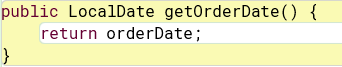 public LocalDate getOrderDate() {
    return orderDate;
}